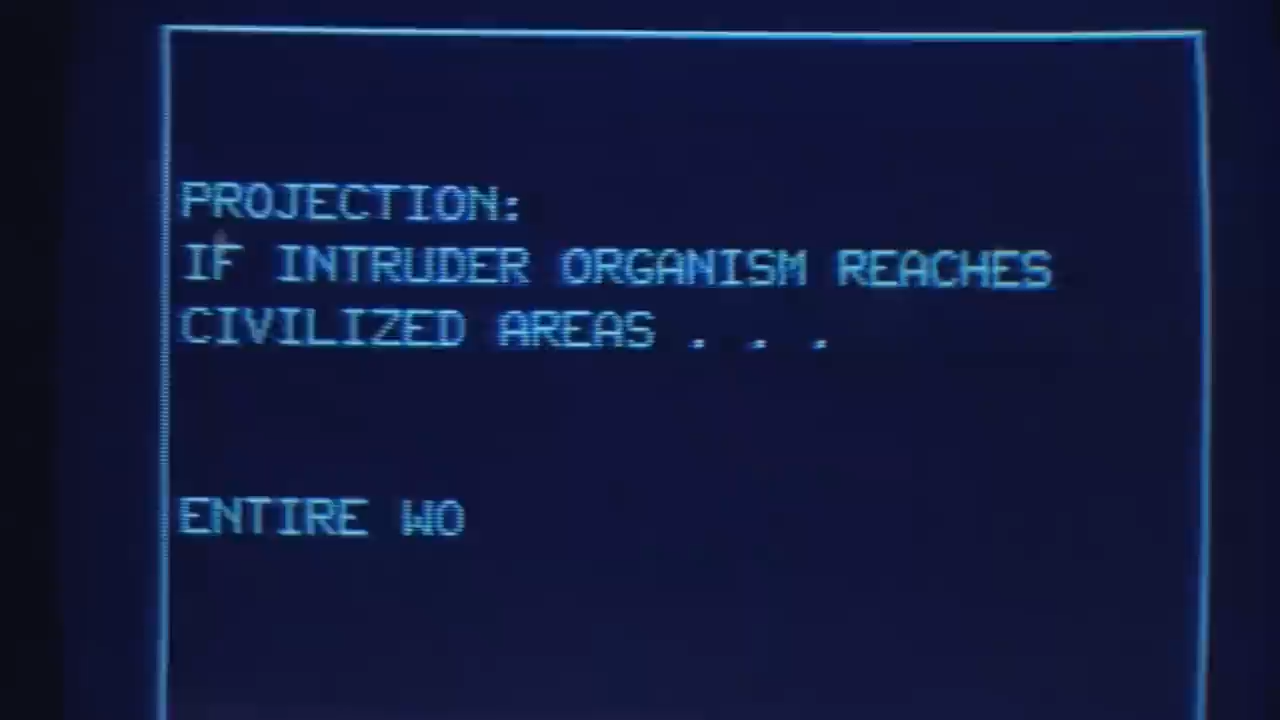 PROJECTION:
IF INTRUDER ORGANISM REACHES
CIVILIZED AREAS . . .
ENTIRE WO